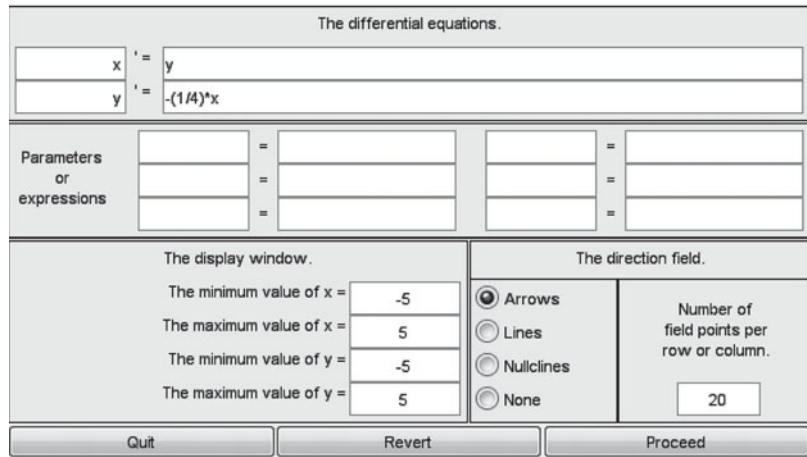 The differential equations.
x ' = y
y ' = -(1/4)*x
Parameters
or
expressions
= =
= =
= =
The display window.
The minimum value of x = -5
The maximum value of x = 5
The minimum value of y = -5
The maximum value of y = 5
The direction field.
Arrows
Lines
Nullclines
None
Number of
field points per
row or column.
20
Quit Revert Proceed